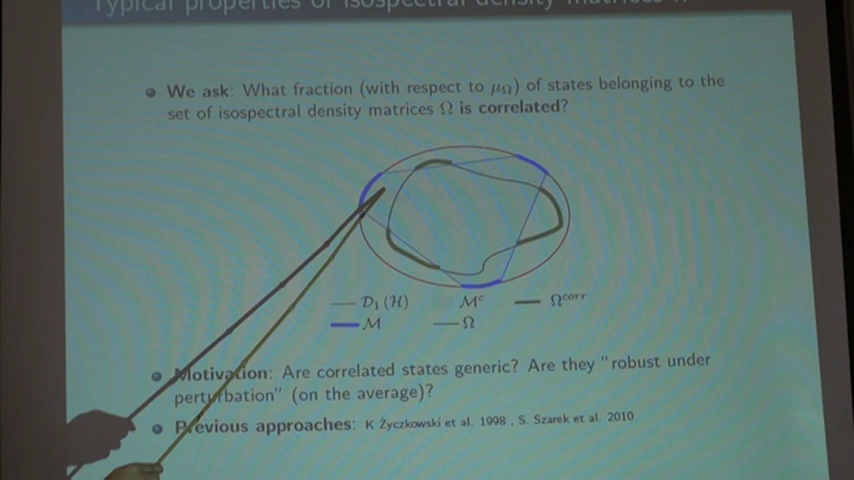 Typical properties of isospectral density matrices
We ask: What fraction (with respect to μΩ) of states belonging to the
set of isospectral density matrices Ω is correlated?
D₁(H) Mᶜ Ωᶜᵒʳʳ
M Ω
Motivation: Are correlated states generic? Are they "robust under
perturbation" (on the average)?
Previous approaches: K Życzkowski et al. 1998 , S. Szarek et al. 2010